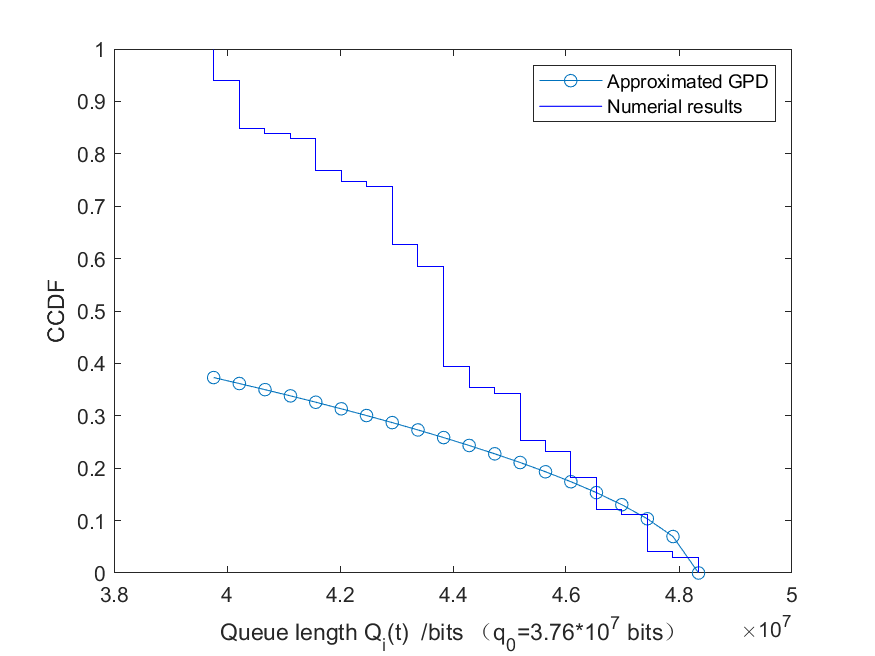 1
0.9
0.8
0.7
0.6
0.5
0.4
0.3
0.2
0.1
0
CCDF
Approximated GPD
Numerial results
3.8 4 4.2 4.4 4.6 4.8 5
×10^7
Queue length Q_i(t) /bits （q_0=3.76*10^7 bits）